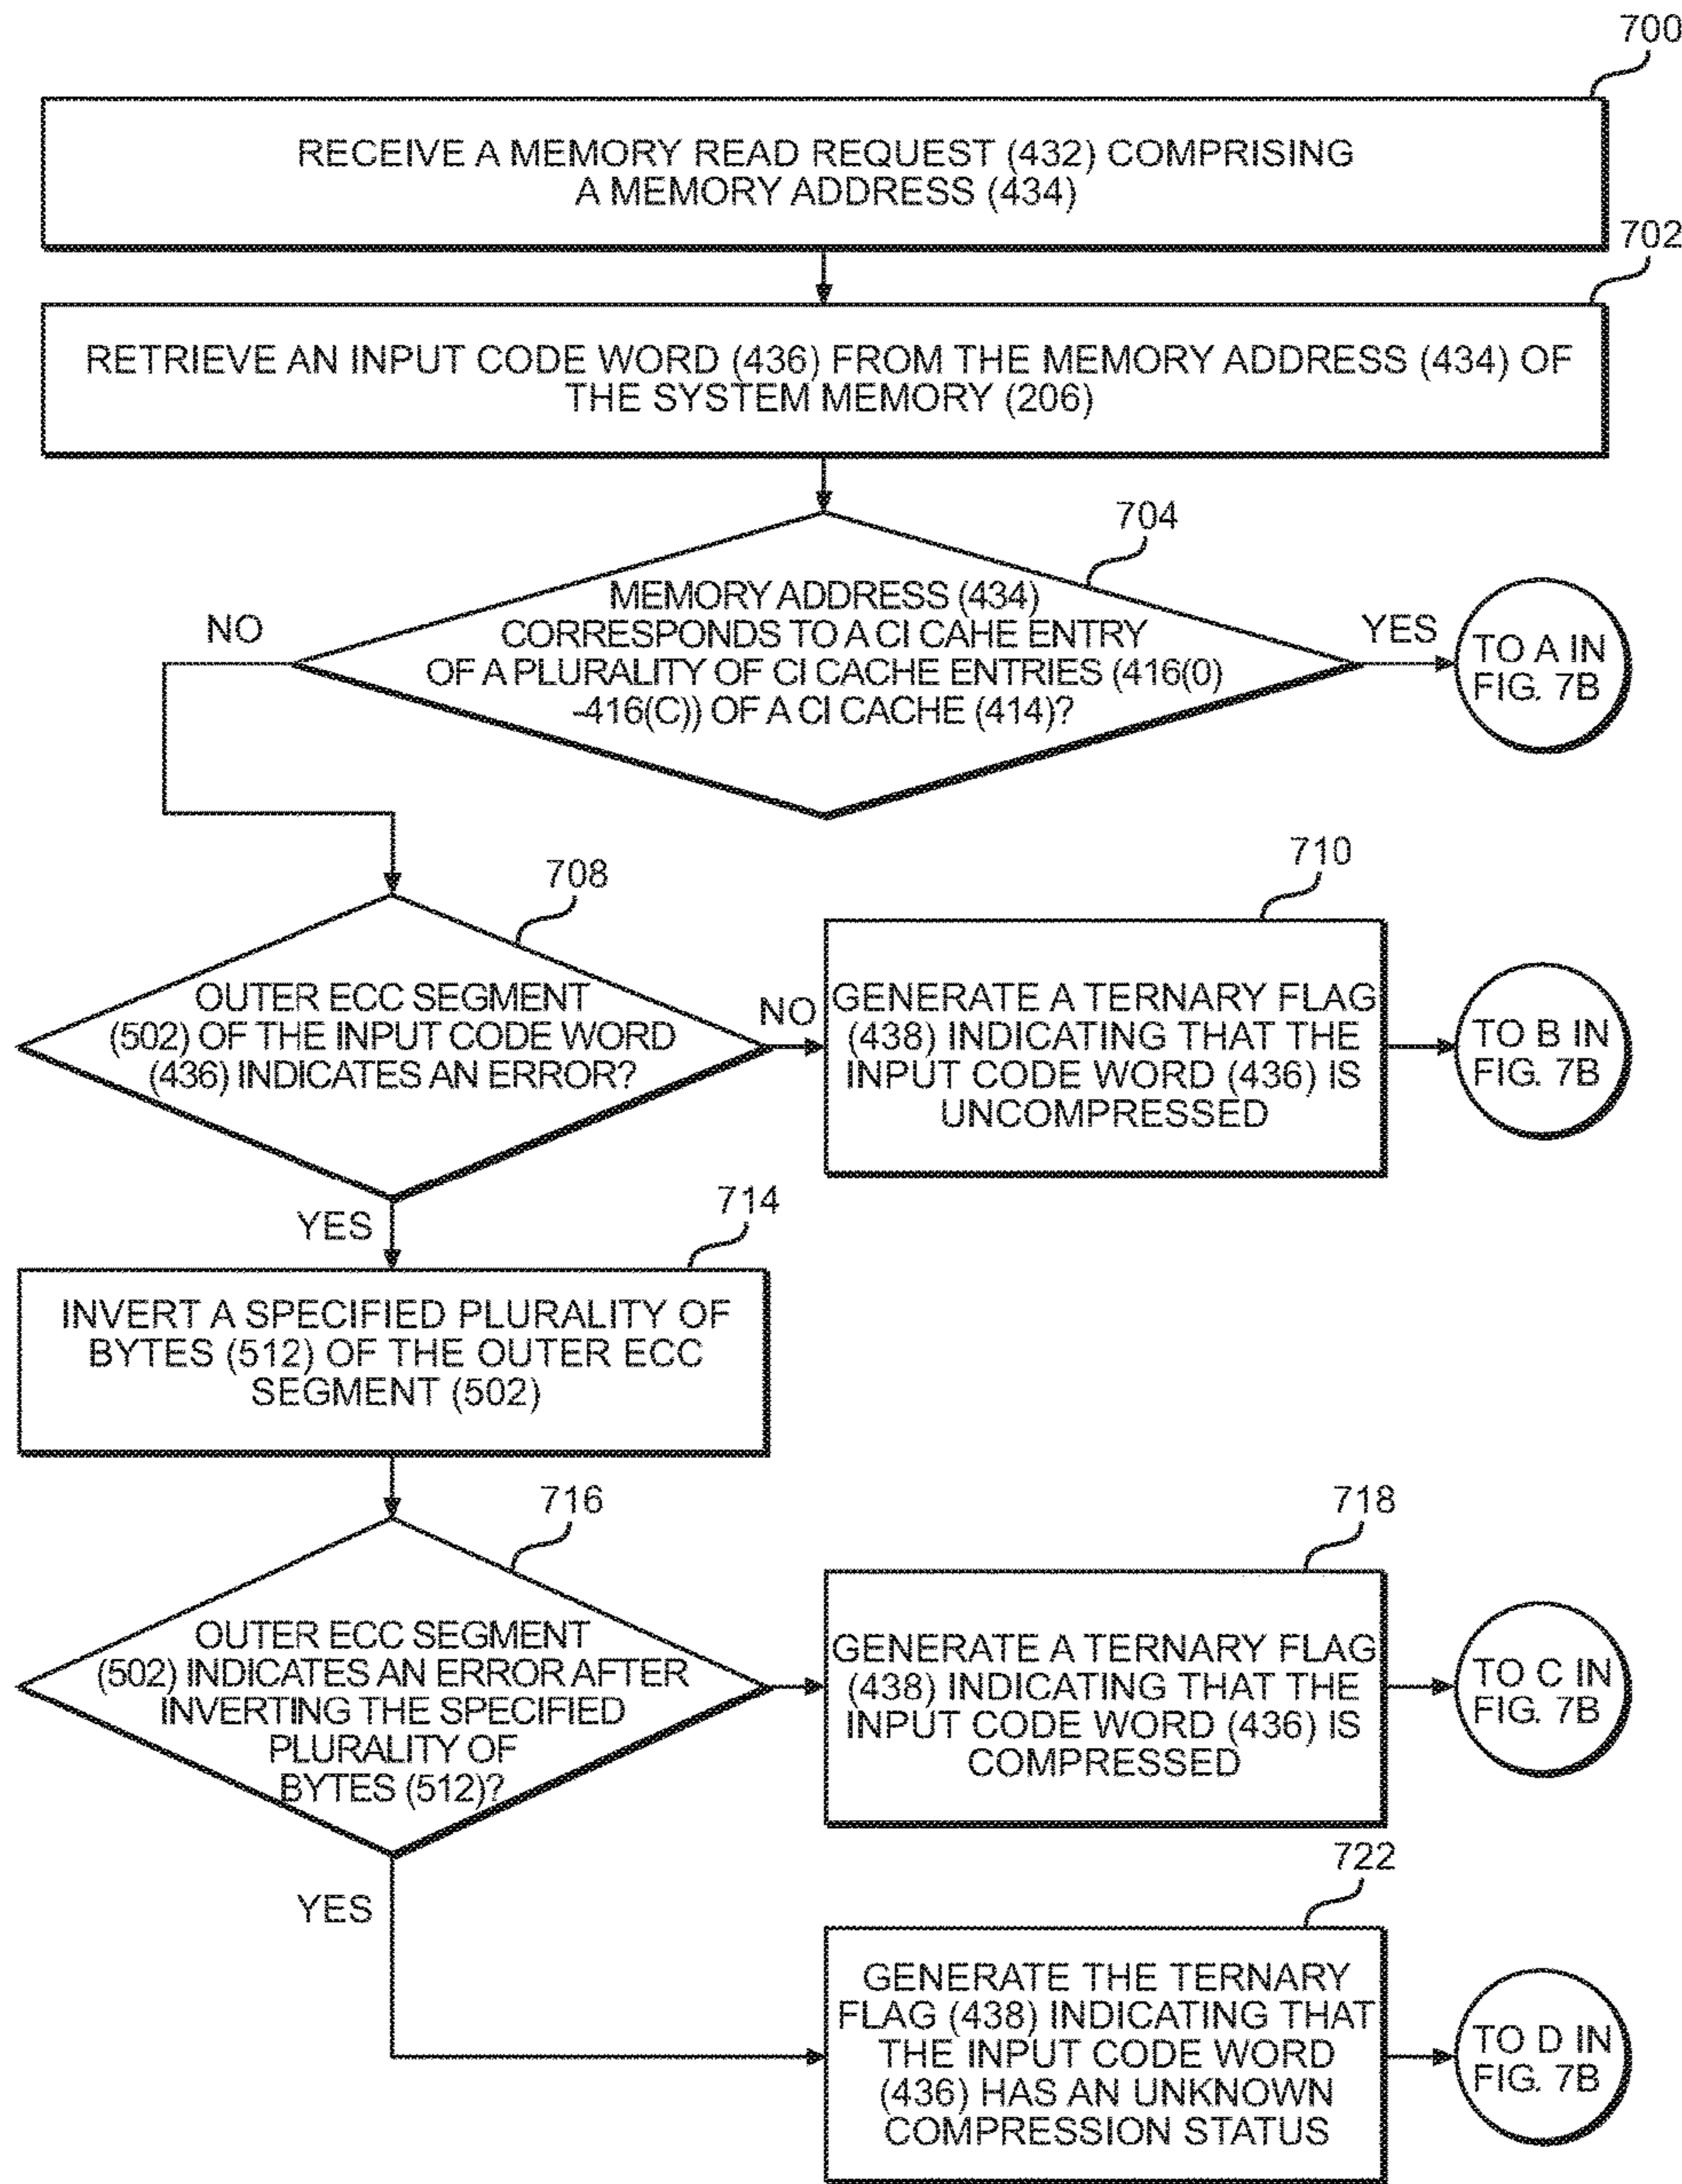 700
RECEIVE A MEMORY READ REQUEST (432) COMPRISING
A MEMORY ADDRESS (434)
702
RETRIEVE AN INPUT CODE WORD (436) FROM THE MEMORY ADDRESS (434) OF
THE SYSTEM MEMORY (206)
704
MEMORY ADDRESS (434)
CORRESPONDS TO A CI CAHE ENTRY
OF A PLURALITY OF CI CACHE ENTRIES (416(0)
-416(C)) OF A CI CACHE (414)?
NO
YES
TO A IN
FIG. 7B
708
OUTER ECC SEGMENT
(502) OF THE INPUT CODE WORD
(436) INDICATES AN ERROR?
NO
710
GENERATE A TERNARY FLAG
(438) INDICATING THAT THE
INPUT CODE WORD (436) IS
UNCOMPRESSED
TO B IN
FIG. 7B
YES
714
INVERT A SPECIFIED PLURALITY OF
BYTES (512) OF THE OUTER ECC
SEGMENT (502)
716
OUTER ECC SEGMENT
(502) INDICATES AN ERROR AFTER
INVERTING THE SPECIFIED
PLURALITY OF
BYTES (512)?
718
GENERATE A TERNARY FLAG
(438) INDICATING THAT THE
INPUT CODE WORD (436) IS
COMPRESSED
TO C IN
FIG. 7B
YES
722
GENERATE THE TERNARY
FLAG (438) INDICATING THAT
THE INPUT CODE WORD
(436) HAS AN UNKNOWN
COMPRESSION STATUS
TO D IN
FIG. 7B